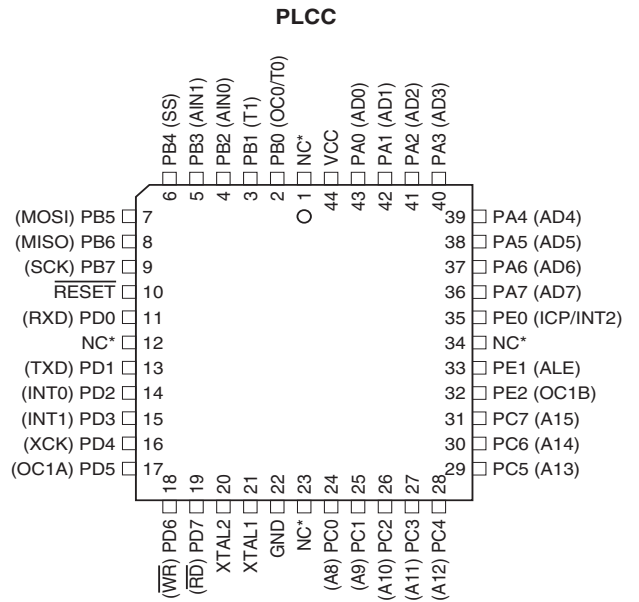 PLCC
PB4 (SS)
PB3 (AIN1)
PB2 (AIN0)
PB1 (T1)
PB0 (OC0/T0)
NC*
VCC
PA0 (AD0)
PA1 (AD1)
PA2 (AD2)
PA3 (AD3)
6
5
4
3
2
1
44
43
42
41
40
(MOSI) PB5 7
(MISO) PB6 8
(SCK) PB7 9
RESET 10
(RXD) PD0 11
NC* 12
(TXD) PD1 13
(INT0) PD2 14
(INT1) PD3 15
(XCK) PD4 16
(OC1A) PD5 17
39 PA4 (AD4)
38 PA5 (AD5)
37 PA6 (AD6)
36 PA7 (AD7)
35 PE0 (ICP/INT2)
34 NC*
33 PE1 (ALE)
32 PE2 (OC1B)
31 PC7 (A15)
30 PC6 (A14)
29 PC5 (A13)
18
19
20
21
22
23
24
25
26
27
28
(WR) PD6
(RD) PD7
XTAL2
XTAL1
GND
NC*
(A8) PC0
(A9) PC1
(A10) PC2
(A11) PC3
(A12) PC4